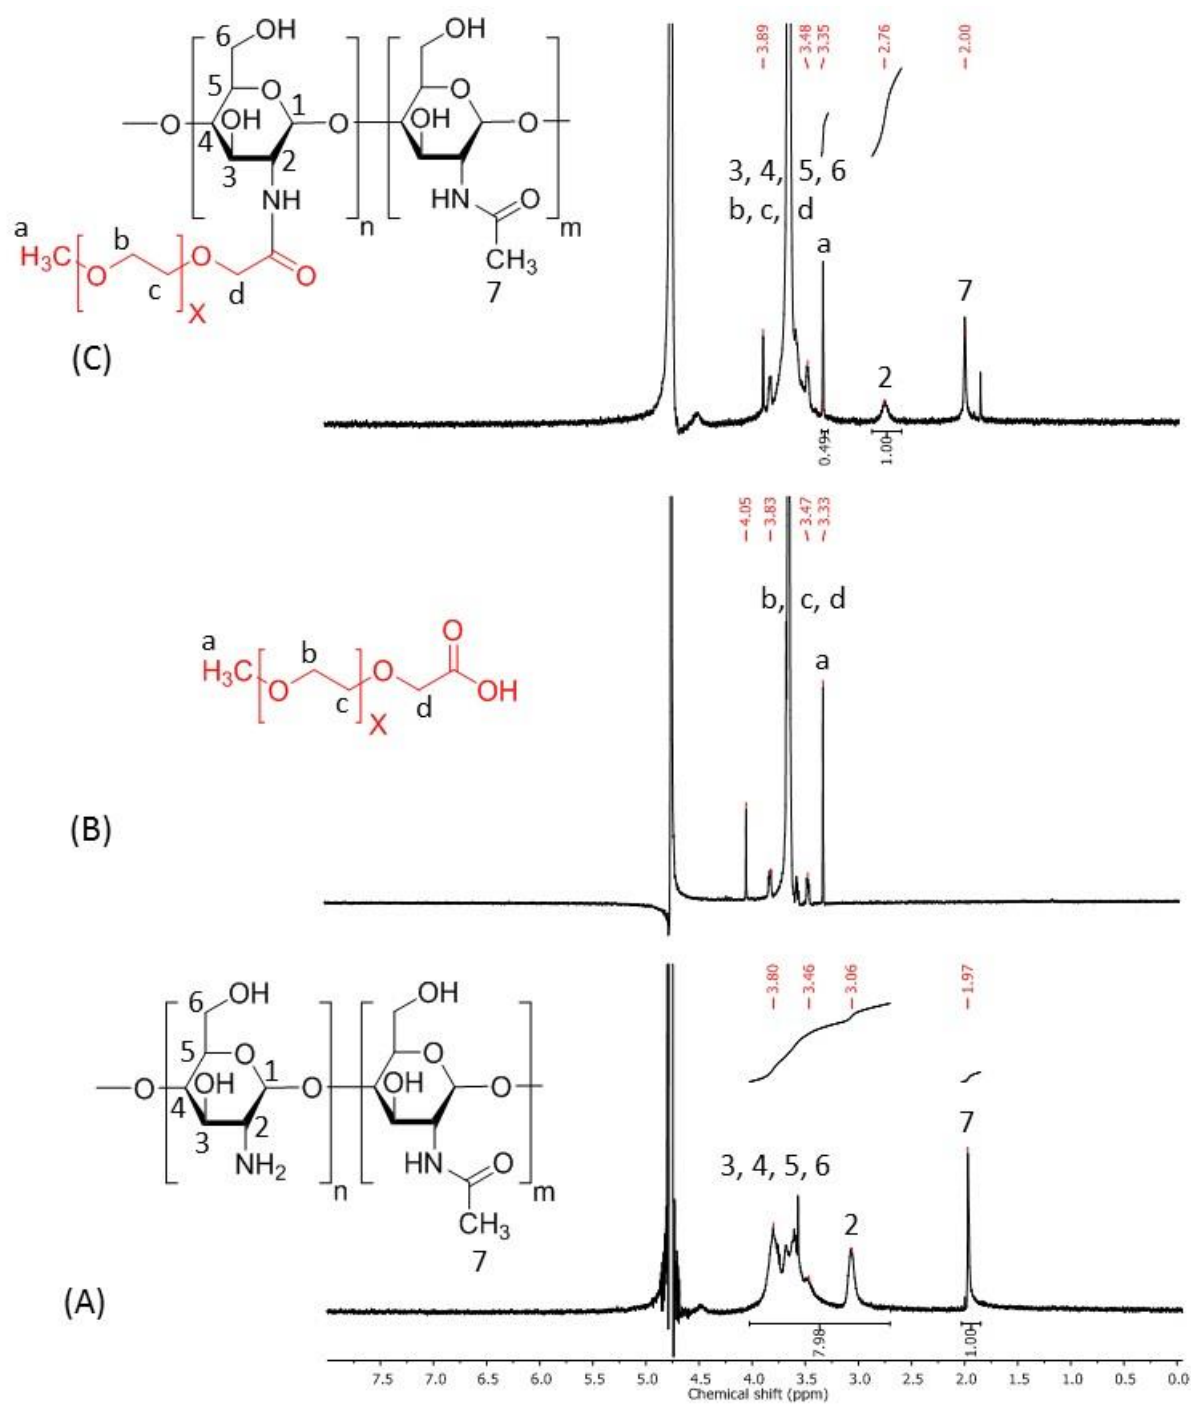 6 OH OH
5 O 1 O
O OH O OH O
4 3 2
NH n HN O m
CH₃
7
a
H₃C O b c X O d O
(C)
3.89 3.48 3.35 2.76 2.00
3, 4, 5, 6
b, c, d
a
7
2
0.49 1.00
4.05 3.83 3.47 3.33
b, c, d
a
a
H₃C O b c X O d O OH
(B)
3.80 3.46 3.06 1.97
6 OH OH
5 O 1 O
O OH O OH O
4 3 2
NH₂ n HN O m
CH₃
7
(A)
3, 4, 5, 6
2
7
7.98 1.00
7.5 7.0 6.5 6.0 5.5 5.0 4.5 4.0 3.5 3.0 2.5 2.0 1.5 1.0 0.5 0.0
Chemical shift (ppm)